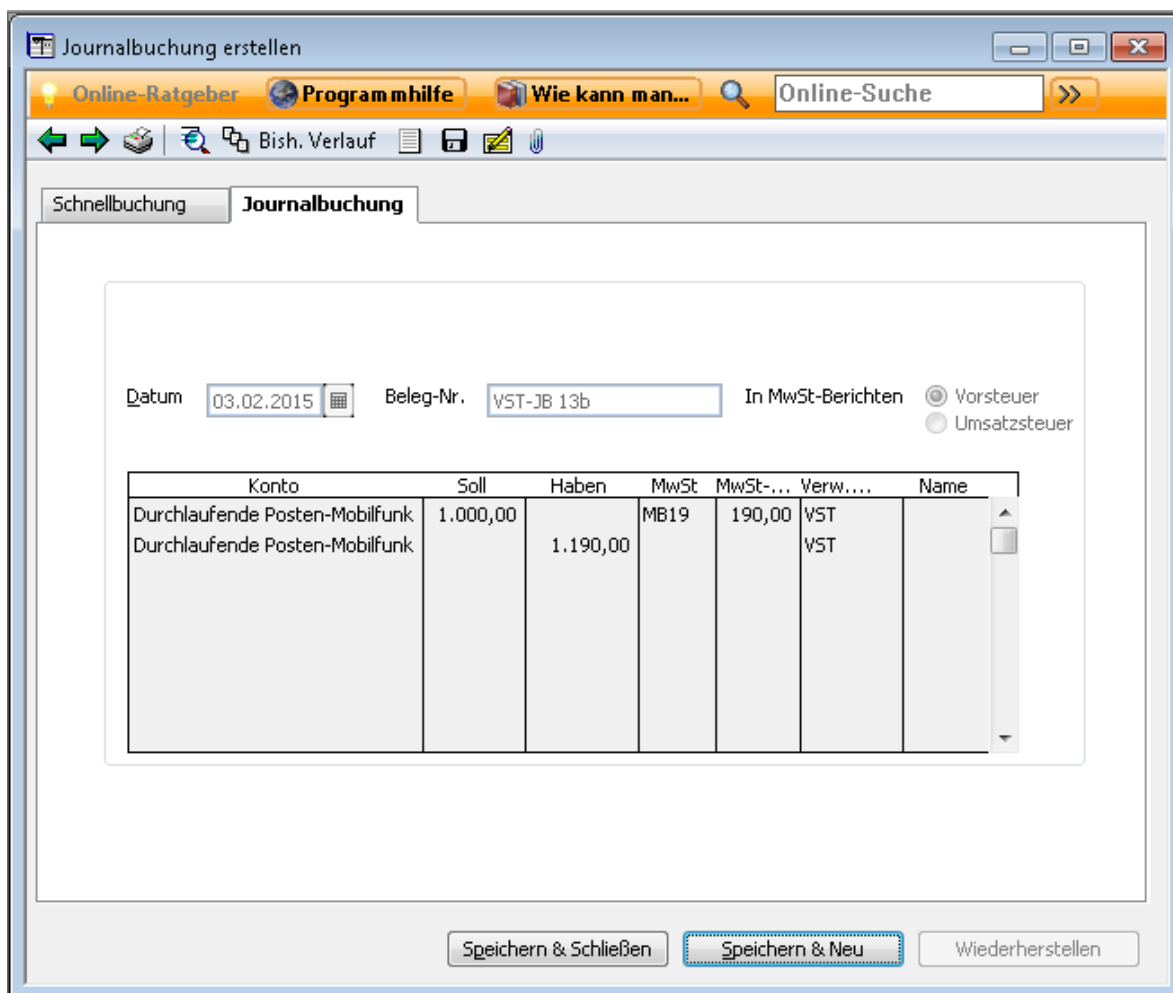 Journalbuchung erstellen
Online-Ratgeber Programmhilfe Wie kann man... Online-Suche
Bish. Verlauf
Schnellbuchung Journalbuchung
Datum 03.02.2015 Beleg-Nr. VST-JB 13b In MwSt-Berichten Vorsteuer
Umsatzsteuer
Konto Soll Haben MwSt MwSt-... Verw.... Name
Durchlaufende Posten-Mobilfunk 1.000,00 MB19 190,00 VST
Durchlaufende Posten-Mobilfunk 1.190,00 VST
Speichern & Schließen Speichern & Neu Wiederherstellen